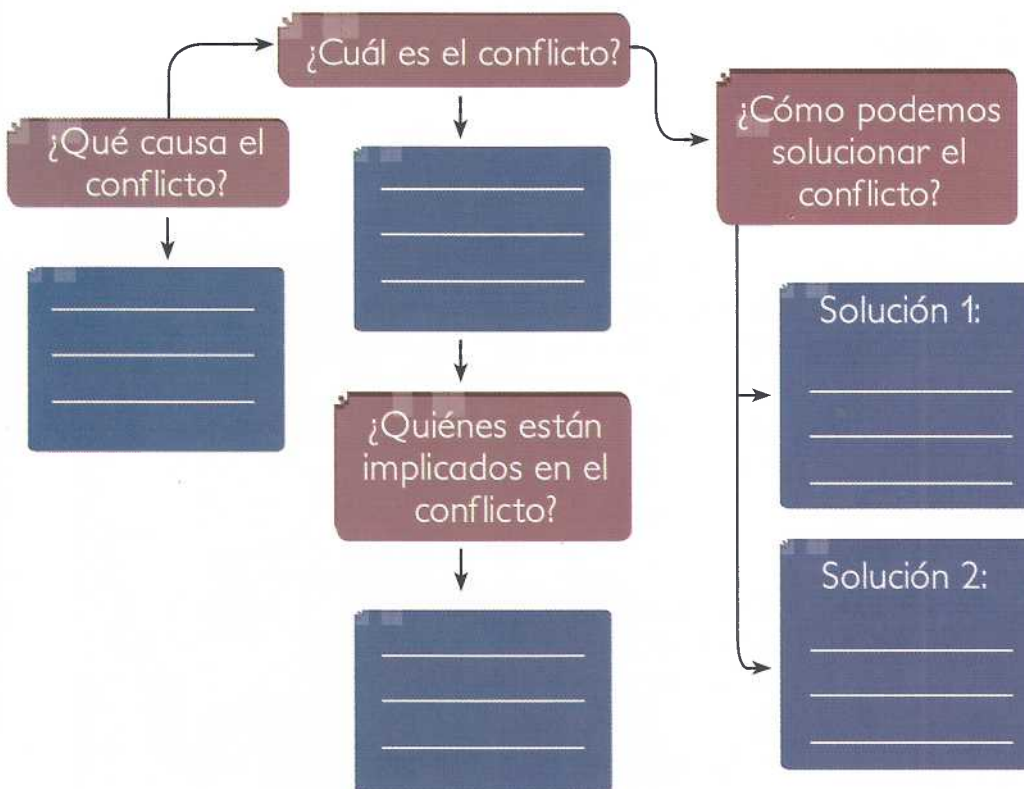 ¿Cuál es el conflicto?
¿Qué causa el
conflicto?
¿Cómo podemos
solucionar el
conflicto?
Solución 1:
¿Quiénes están
implicados en el
conflicto?
Solución 2: